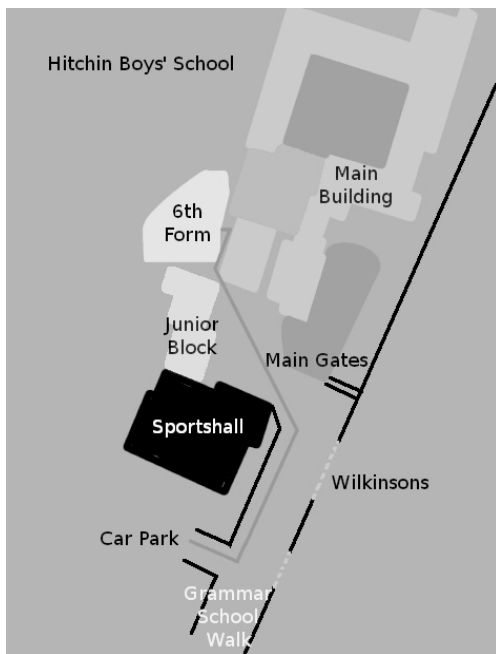 Hitchin Boys' School
Main
Building
6th
Form
Junior
Block
Main Gates
Sportshall
Wilkinsons
Car Park
Grammar
School
Walk